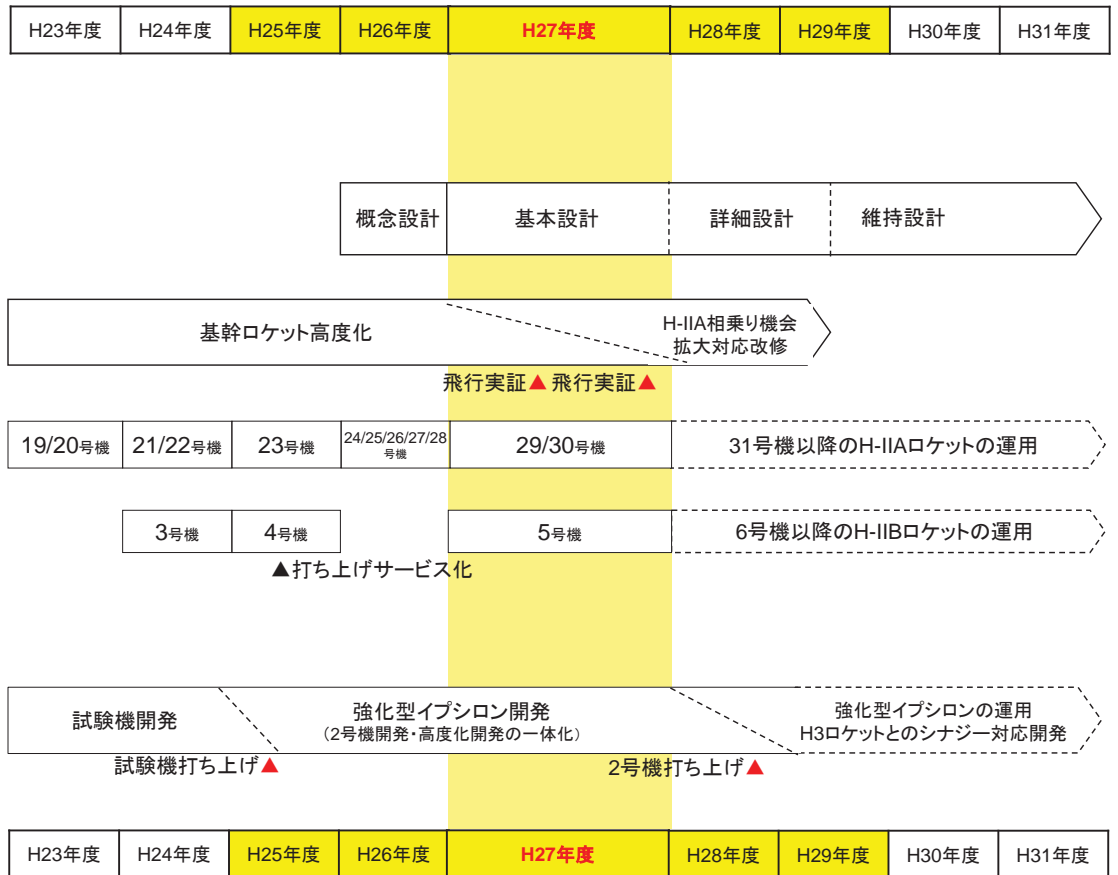 H23年度 H24年度 H25年度 H26年度 H27年度 H28年度 H29年度 H30年度 H31年度
概念設計 基本設計 詳細設計 維持設計
基幹ロケット高度化
H-IIA相乗り機会
拡大対応改修
飛行実証▲ 飛行実証▲
19/20号機 21/22号機 23号機 24/25/26/27/28
号機 29/30号機 31号機以降のH-IIAロケットの運用
3号機 4号機 5号機 6号機以降のH-IIBロケットの運用
▲打ち上げサービス化
試験機開発
強化型イプシロン開発
（2号機開発・高度化開発の一体化）
強化型イプシロンの運用
H3ロケットとのシナジー対応開発
試験機打ち上げ▲ 2号機打ち上げ▲
H23年度 H24年度 H25年度 H26年度 H27年度 H28年度 H29年度 H30年度 H31年度